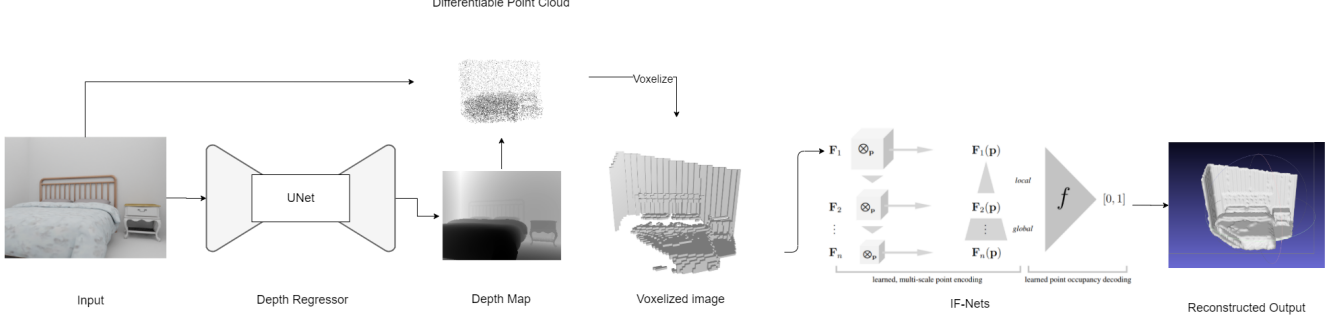 Differentiable Point Cloud
Voxelize
UNet
F1
⊗p
F1(p)
local
F2
⊗p
F2(p)
f
[0, 1]
⋮
⋮
global
Fn
⊗p
Fn(p)
learned, multi-scale point encoding
learned point occupancy decoding
Input
Depth Regressor
Depth Map
Voxelized image
IF-Nets
Reconstructed Output